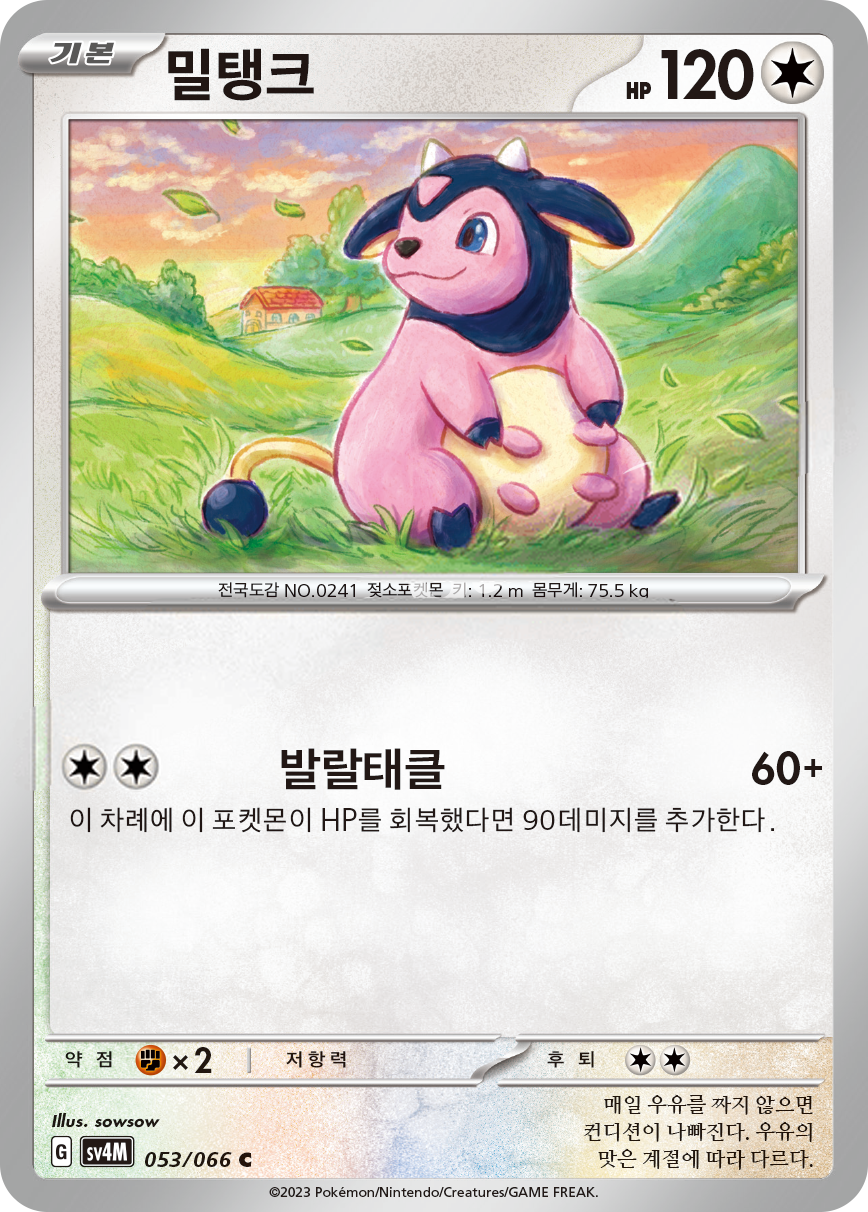 기본 밀탱크 HP 120
전국도감 NO.0241 젖소포켓몬 키: 1.2 m 몸무게: 75.5 kg
발랄태클 60+
이 차례에 이 포켓몬이 HP를 회복했다면 90데미지를 추가한다.
약점 ×2 저항력 후퇴
매일 우유를 짜지 않으면
컨디션이 나빠진다. 우유의
맛은 계절에 따라 다르다.
Illus. sowsow
G sv4M 053/066 C
©2023 Pokémon/Nintendo/Creatures/GAME FREAK.